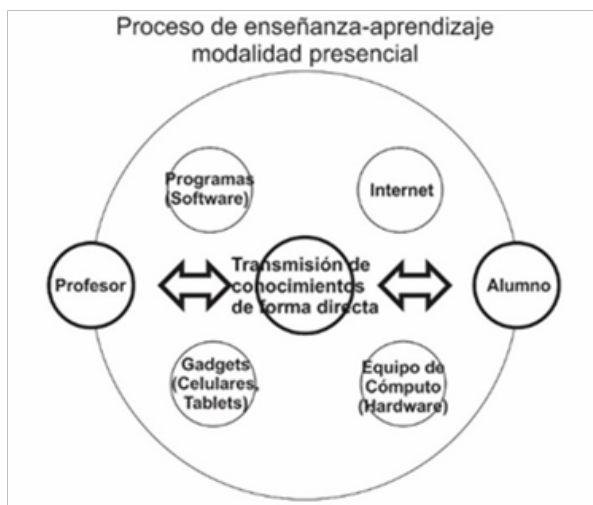 Proceso de enseñanza-aprendizaje
modalidad presencial
Programas
(Software)
Internet
Profesor
Transmisión de
conocimientos
de forma directa
Alumno
Gadgets
(Celulares,
Tablets)
Equipo de
Cómputo
(Hardware)